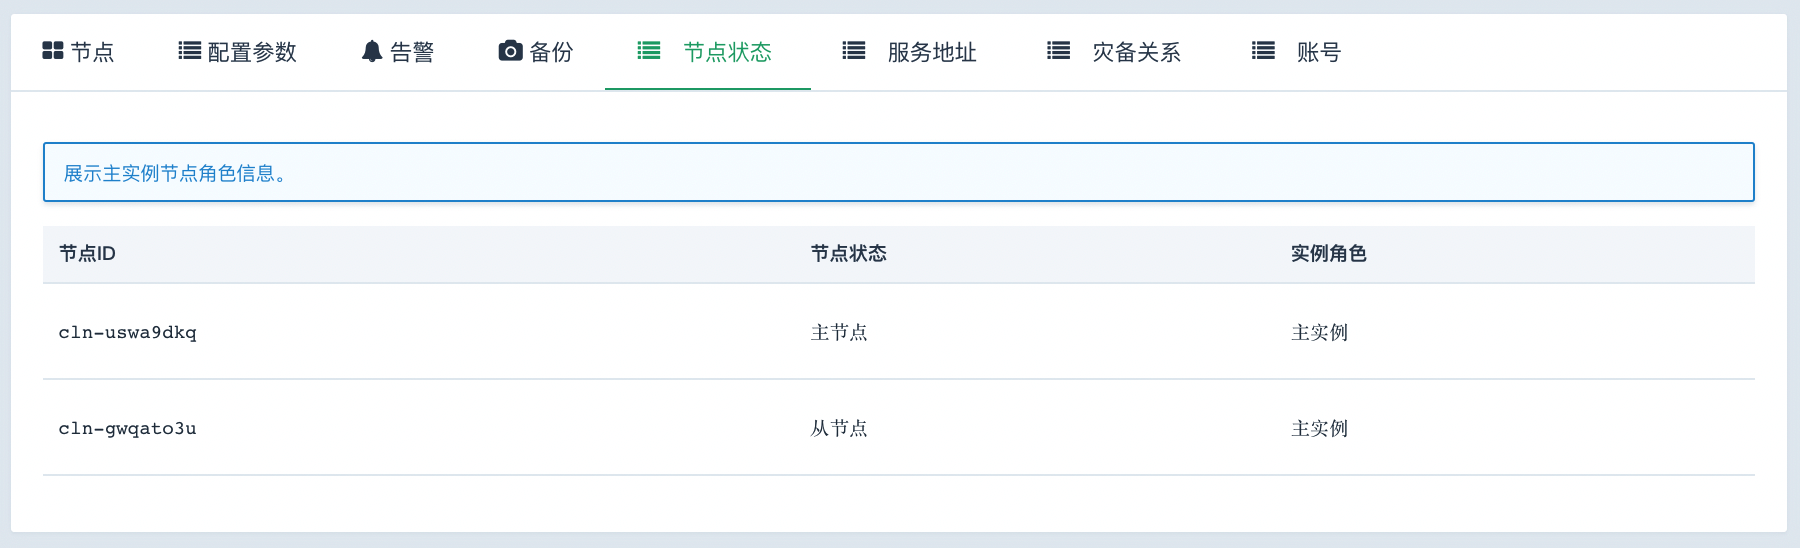 节点 配置参数 告警 备份 节点状态 服务地址 灾备关系 账号
展示主实例节点角色信息。
节点ID 节点状态 实例角色
cln-uswa9dkq 主节点 主实例
cln-gwqato3u 从节点 主实例